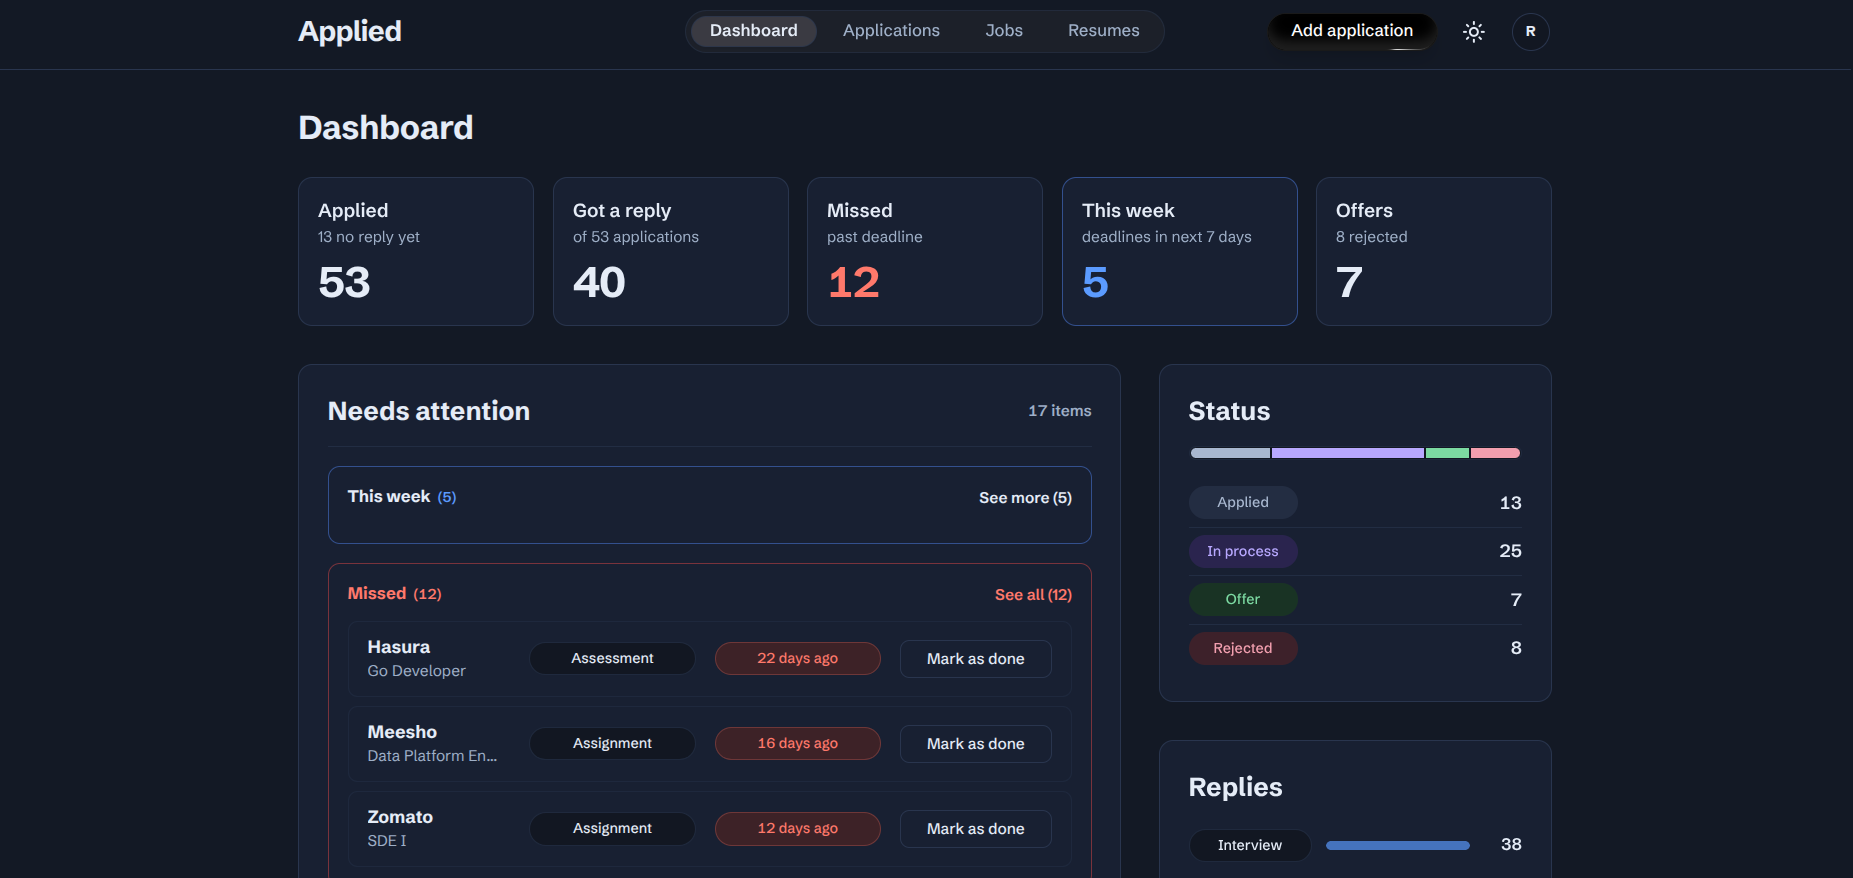 Applied
Dashboard
Applications
Jobs
Resumes
Add application
R
Dashboard
Applied
13 no reply yet
53
Got a reply
of 53 applications
40
Missed
past deadline
12
This week
deadlines in next 7 days
5
Offers
8 rejected
7
Needs attention
17 items
This week (5)
See more (5)
Missed (12)
See all (12)
Hasura
Go Developer
Assessment
22 days ago
Mark as done
Meesho
Data Platform En...
Assignment
16 days ago
Mark as done
Zomato
SDE I
Assignment
12 days ago
Mark as done
Status
Applied
13
In process
25
Offer
7
Rejected
8
Replies
Interview
38